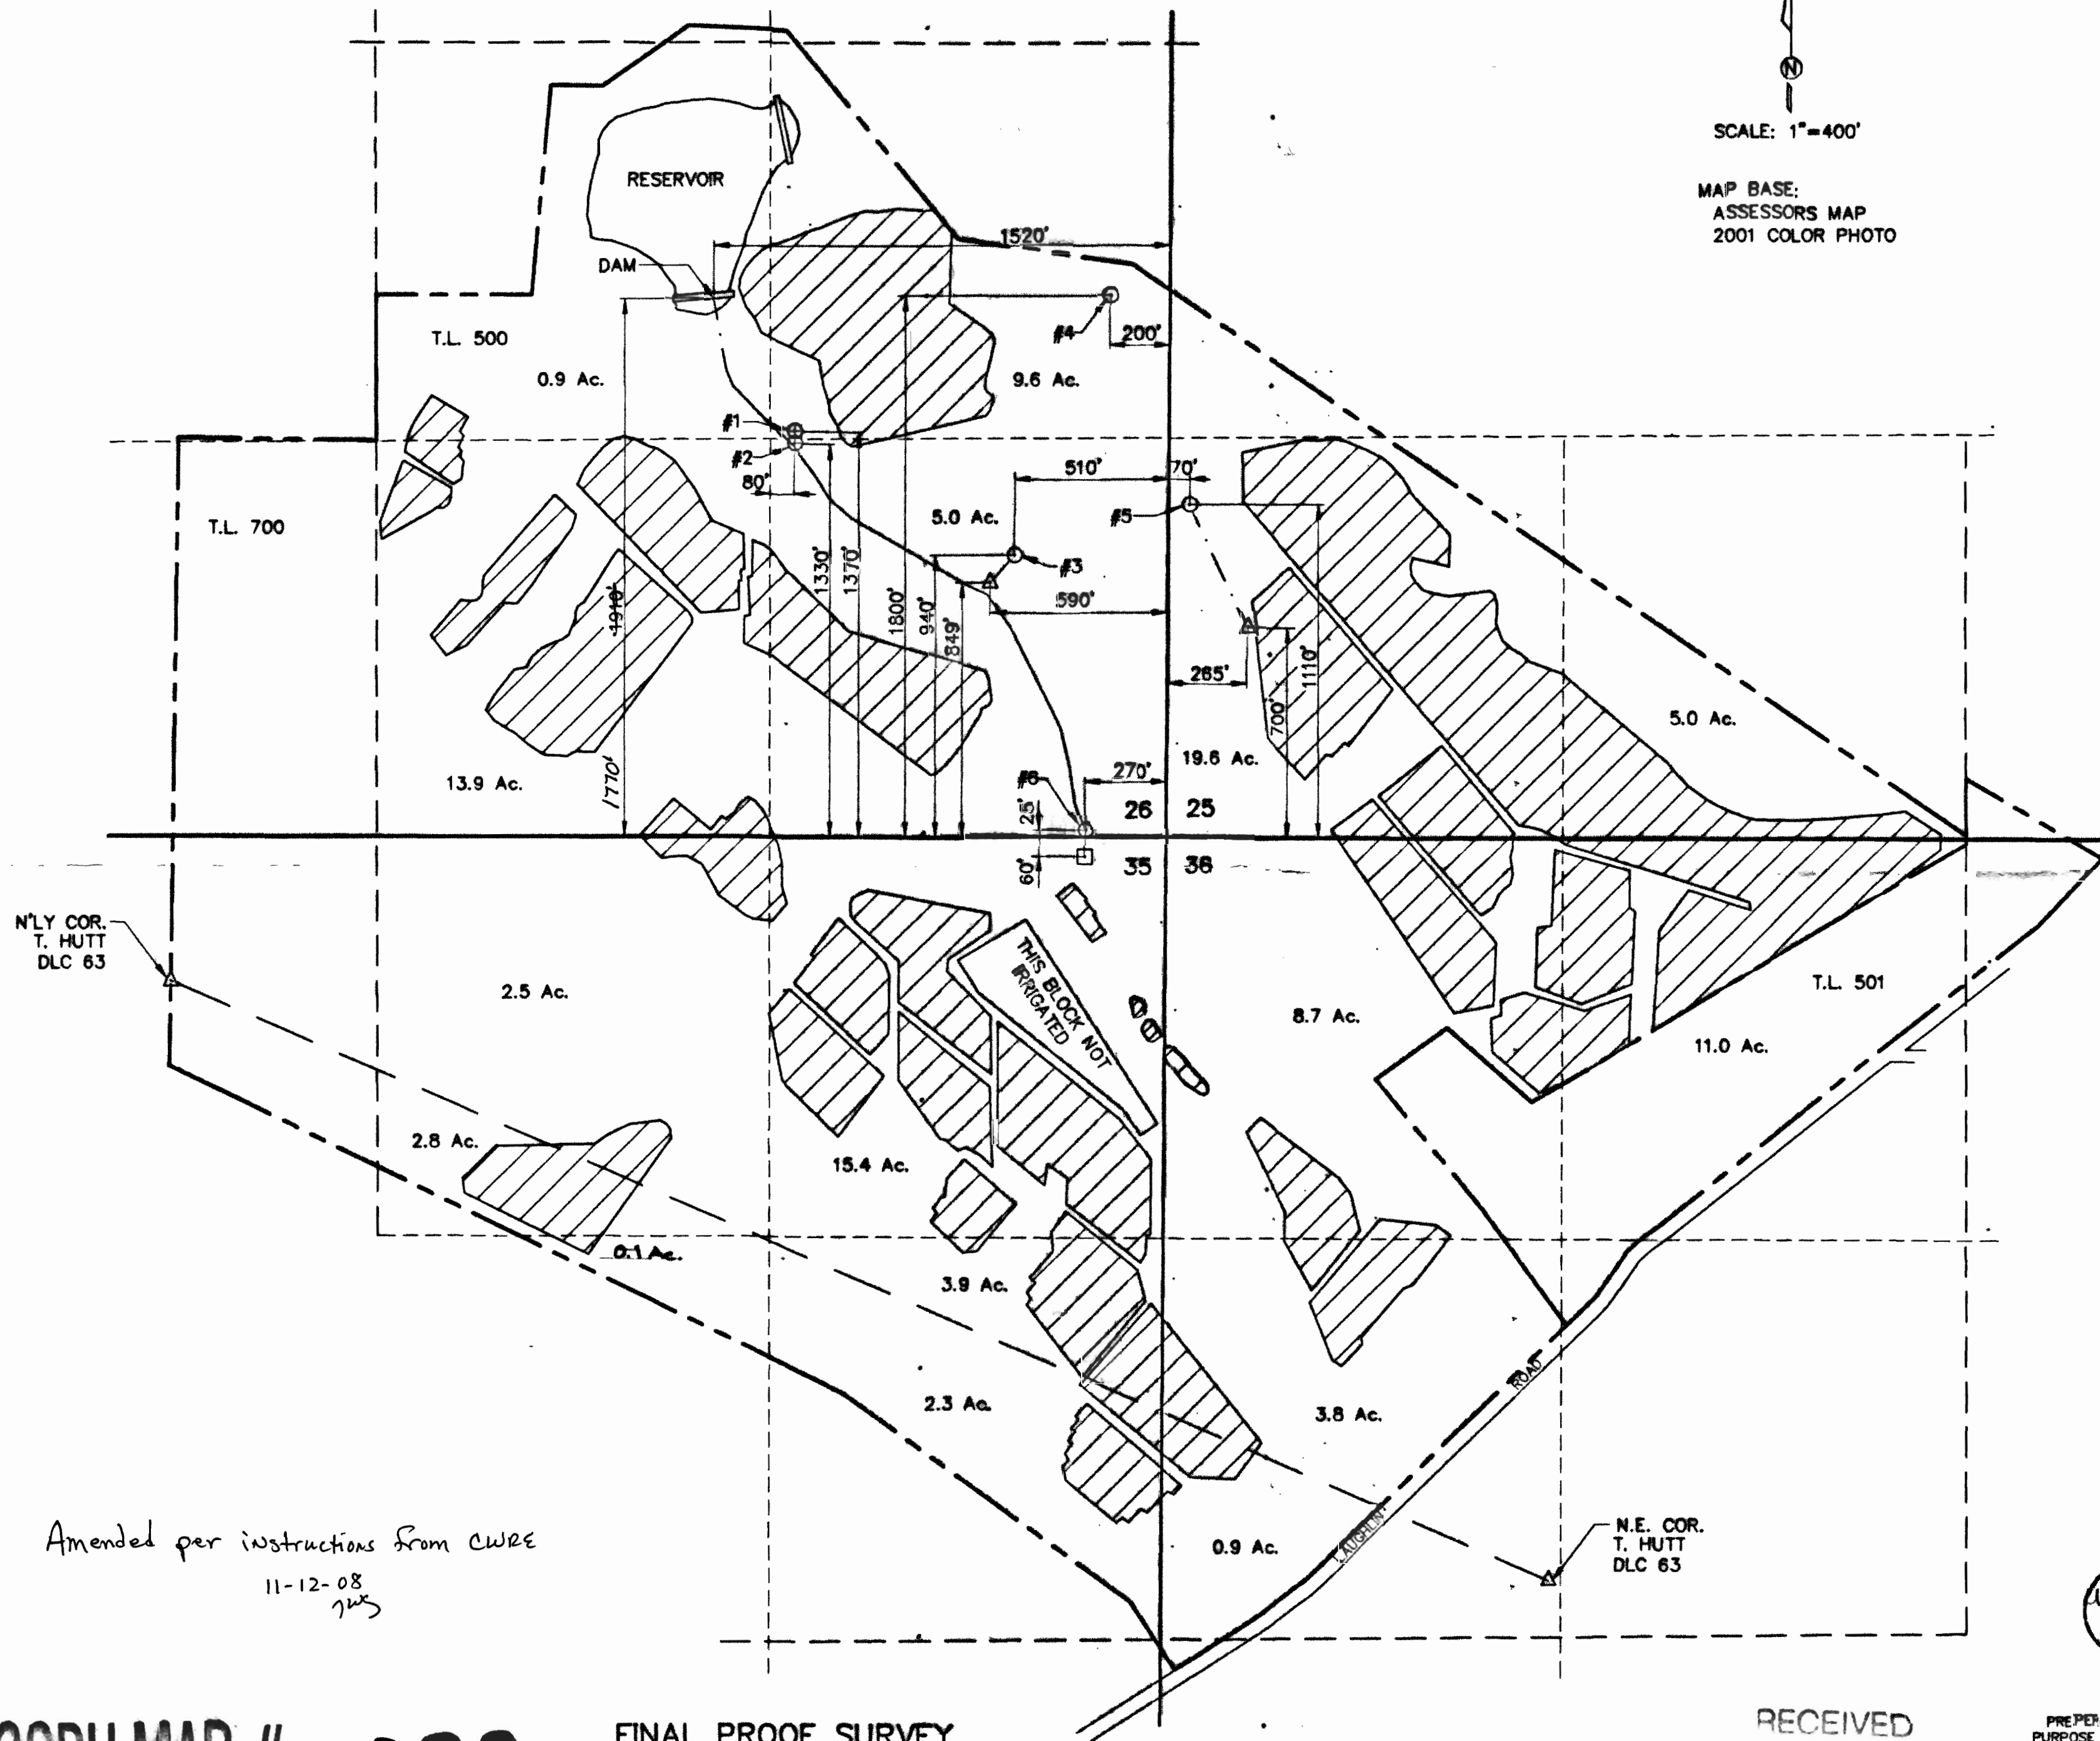 N
SCALE: 1"=400'
MAP BASE:
ASSESSORS MAP
2001 COLOR PHOTO
RESERVOIR
1520'
DAM
#4
200'
T.L. 500
0.9 Ac.
9.6 Ac.
#1
#2
80'
510'
70'
T.L. 700
5.0 Ac.
#5
#3
1330'
1370'
1800'
940'
849'
590'
1910'
265'
1110'
700'
5.0 Ac.
19.6 Ac.
1770'
13.9 Ac.
270'
#6
25'
26
25
60'
35
36
N'LY COR.
T. HUTT
DLC 63
THIS BLOCK NOT
IRRIGATED
2.5 Ac.
T.L. 501
8.7 Ac.
11.0 Ac.
2.8 Ac.
15.4 Ac.
0.1 Ac.
3.9 Ac.
2.3 Ac.
3.8 Ac.
ROAD
LAUGHLIN
0.9 Ac.
N.E. COR.
T. HUTT
DLC 63
Amended per instructions from CWRE
11-12-08
MAP #
FINAL PROOF SURVEY
RECEIVED
PURPOSE